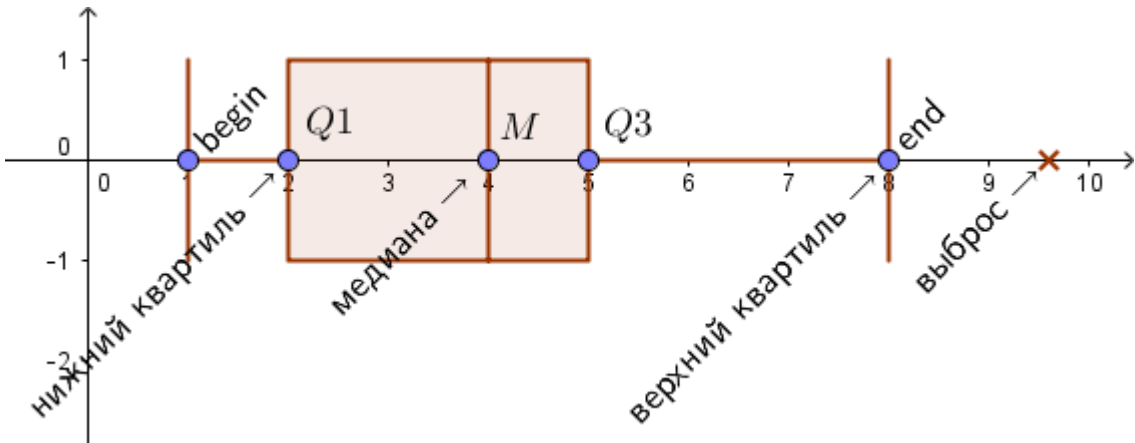 1
begin
Q1
M
Q3
end
0
0 1 2 3 4 5 6 7 8 9 10
нижний квартиль →
медиана →
верхний квартиль →
выброс →
-1
-2